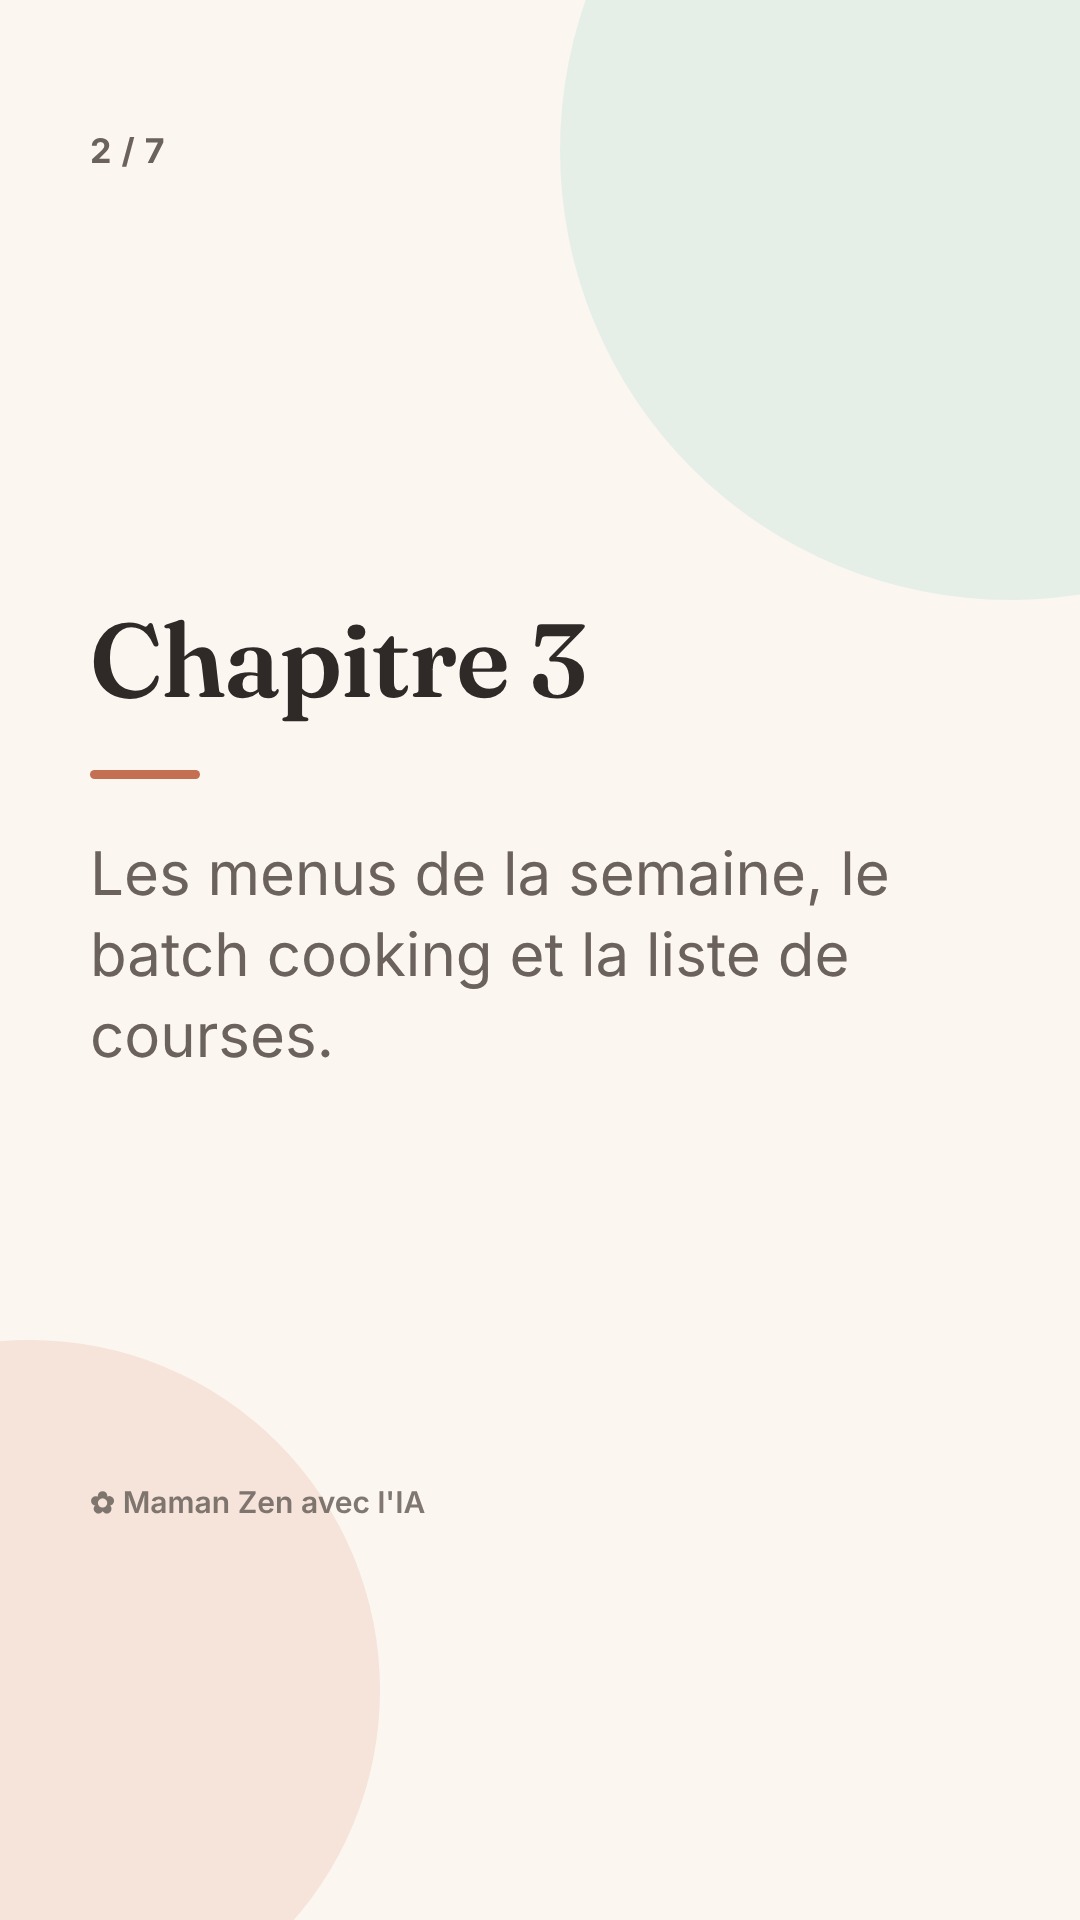 2 / 7
Chapitre 3
Les menus de la semaine, le
batch cooking et la liste de
courses.
✿ Maman Zen avec l'IA